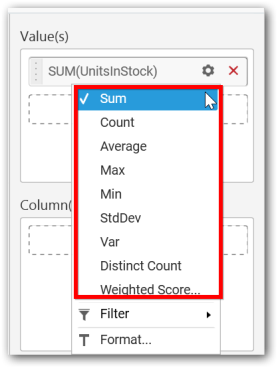 Value(s)
SUM(UnitsInStock)
Sum
Count
Average
Max
Min
StdDev
Var
Distinct Count
Weighted Score...
Column(
Filter
Format...